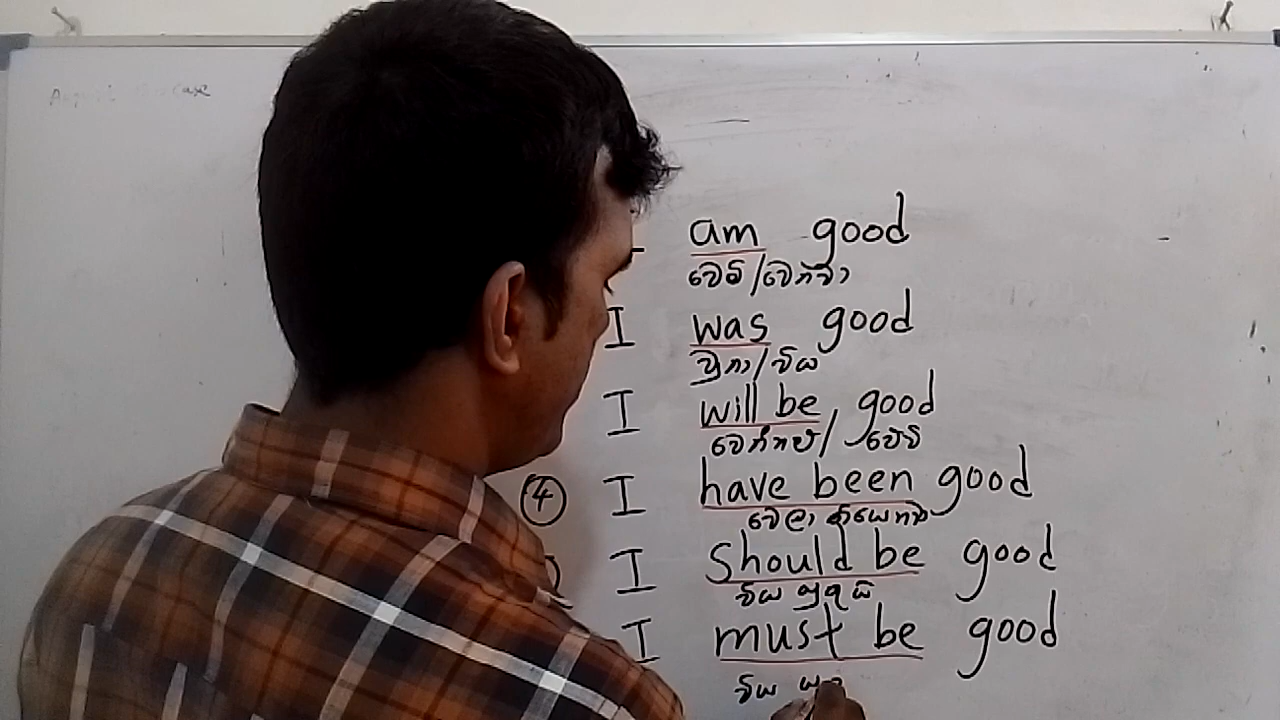 am good
වෙමි/වෙනවා
I was good
වුනා/විය
I will be good
වෙන්නම්/වෙමි
④ I have been good
වෙලා තියෙනවා
I should be good
විය යුතුයි
I must be good
විය